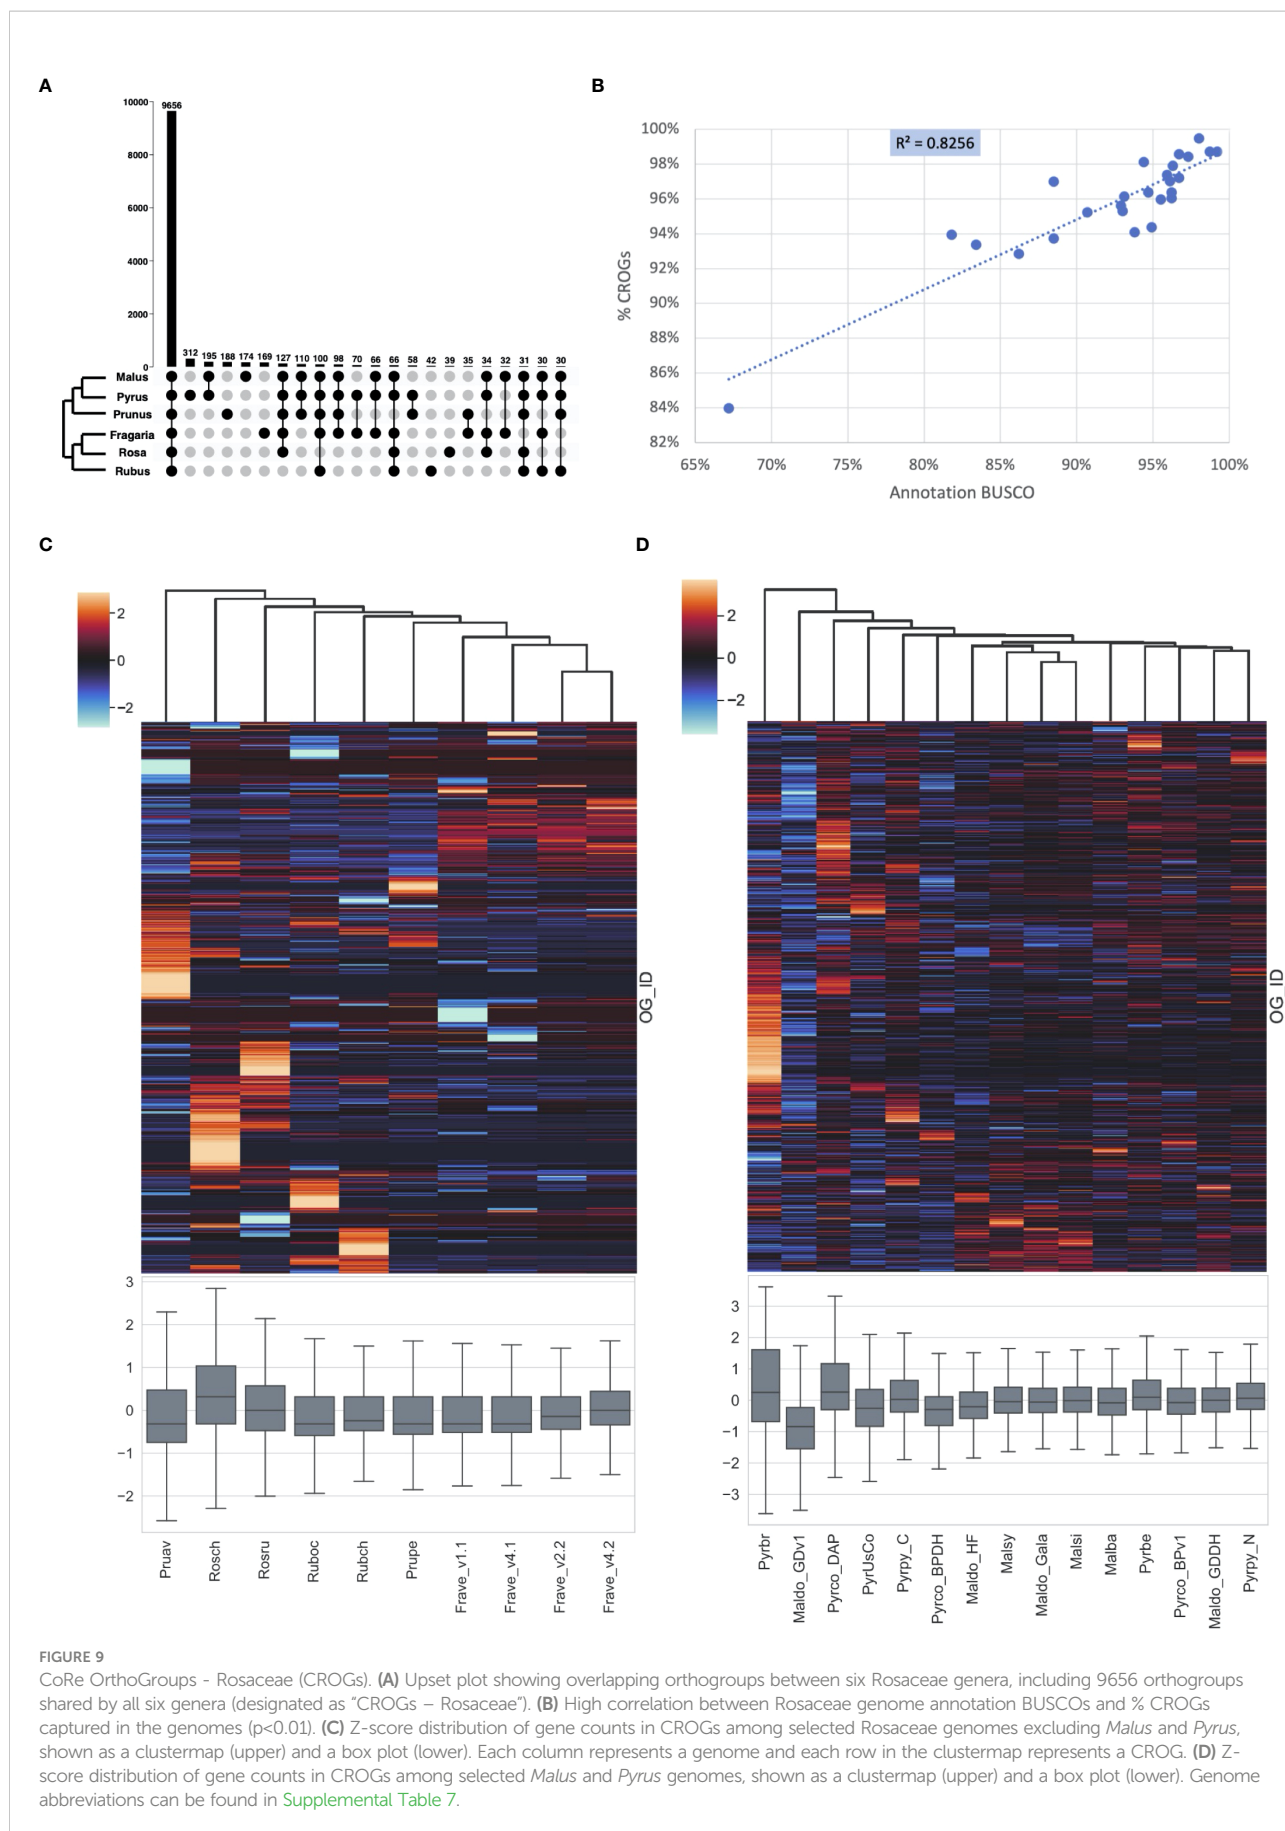 A
10000
8000
6000
4000
2000
0
9656
312 195 188 174 169 127 110 100 98 70 66 66 58 42 39 35 34 32 31 30 30
Malus
Pyrus
Prunus
Fragaria
Rosa
Rubus
B
100%
98%
96%
94%
92%
90%
88%
86%
84%
82%
R² = 0.8256
% CROGs
65% 70% 75% 80% 85% 90% 95% 100%
Annotation BUSCO
C
2
0
−2
OG_ID
3
2
1
0
−1
−2
Pruav Rosch Rosru Ruboc Rubch Prupe Frave_v1.1 Frave_v4.1 Frave_v2.2 Frave_v4.2
D
2
0
−2
OG_ID
3
2
1
0
−1
−2
−3
Pyrbr Maldo_GDv1 Pyrco_DAP PyrUsCo Pyrpy_C Pyrco_BPDH Maldo_HF Malsy Maldo_Gala Malsi Malba Pyrbe Pyrco_BPv1 Maldo_GDDH Pyrpy_N
FIGURE 9
CoRe OrthoGroups - Rosaceae (CROGs). (A) Upset plot showing overlapping orthogroups between six Rosaceae genera, including 9656 orthogroups
shared by all six genera (designated as “CROGs – Rosaceae“). (B) High correlation between Rosaceae genome annotation BUSCOs and % CROGs
captured in the genomes (p<0.01). (C) Z-score distribution of gene counts in CROGs among selected Rosaceae genomes excluding Malus and Pyrus,
shown as a clustermap (upper) and a box plot (lower). Each column represents a genome and each row in the clustermap represents a CROG. (D) Z-
score distribution of gene counts in CROGs among selected Malus and Pyrus genomes, shown as a clustermap (upper) and a box plot (lower). Genome
abbreviations can be found in Supplemental Table 7.